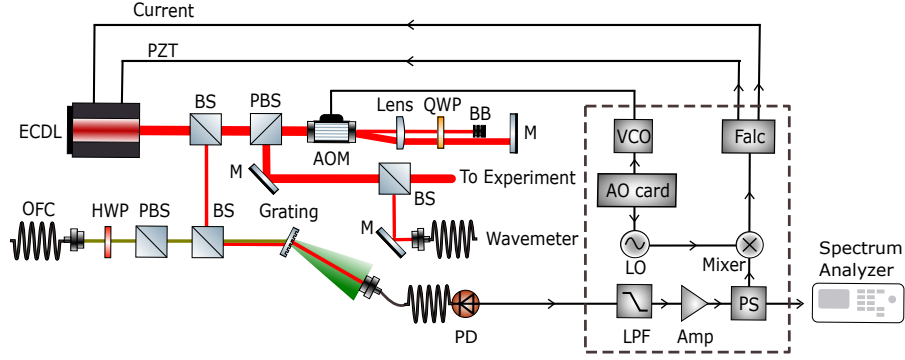 Current
PZT
BS
PBS
Lens
QWP
BB
M
ECDL
AOM
VCO
Falc
M
To Experiment
AO card
BS
OFC
HWP
PBS
BS
Grating
M
Wavemeter
LO
Mixer
Spectrum
Analyzer
PS
PD
LPF
Amp